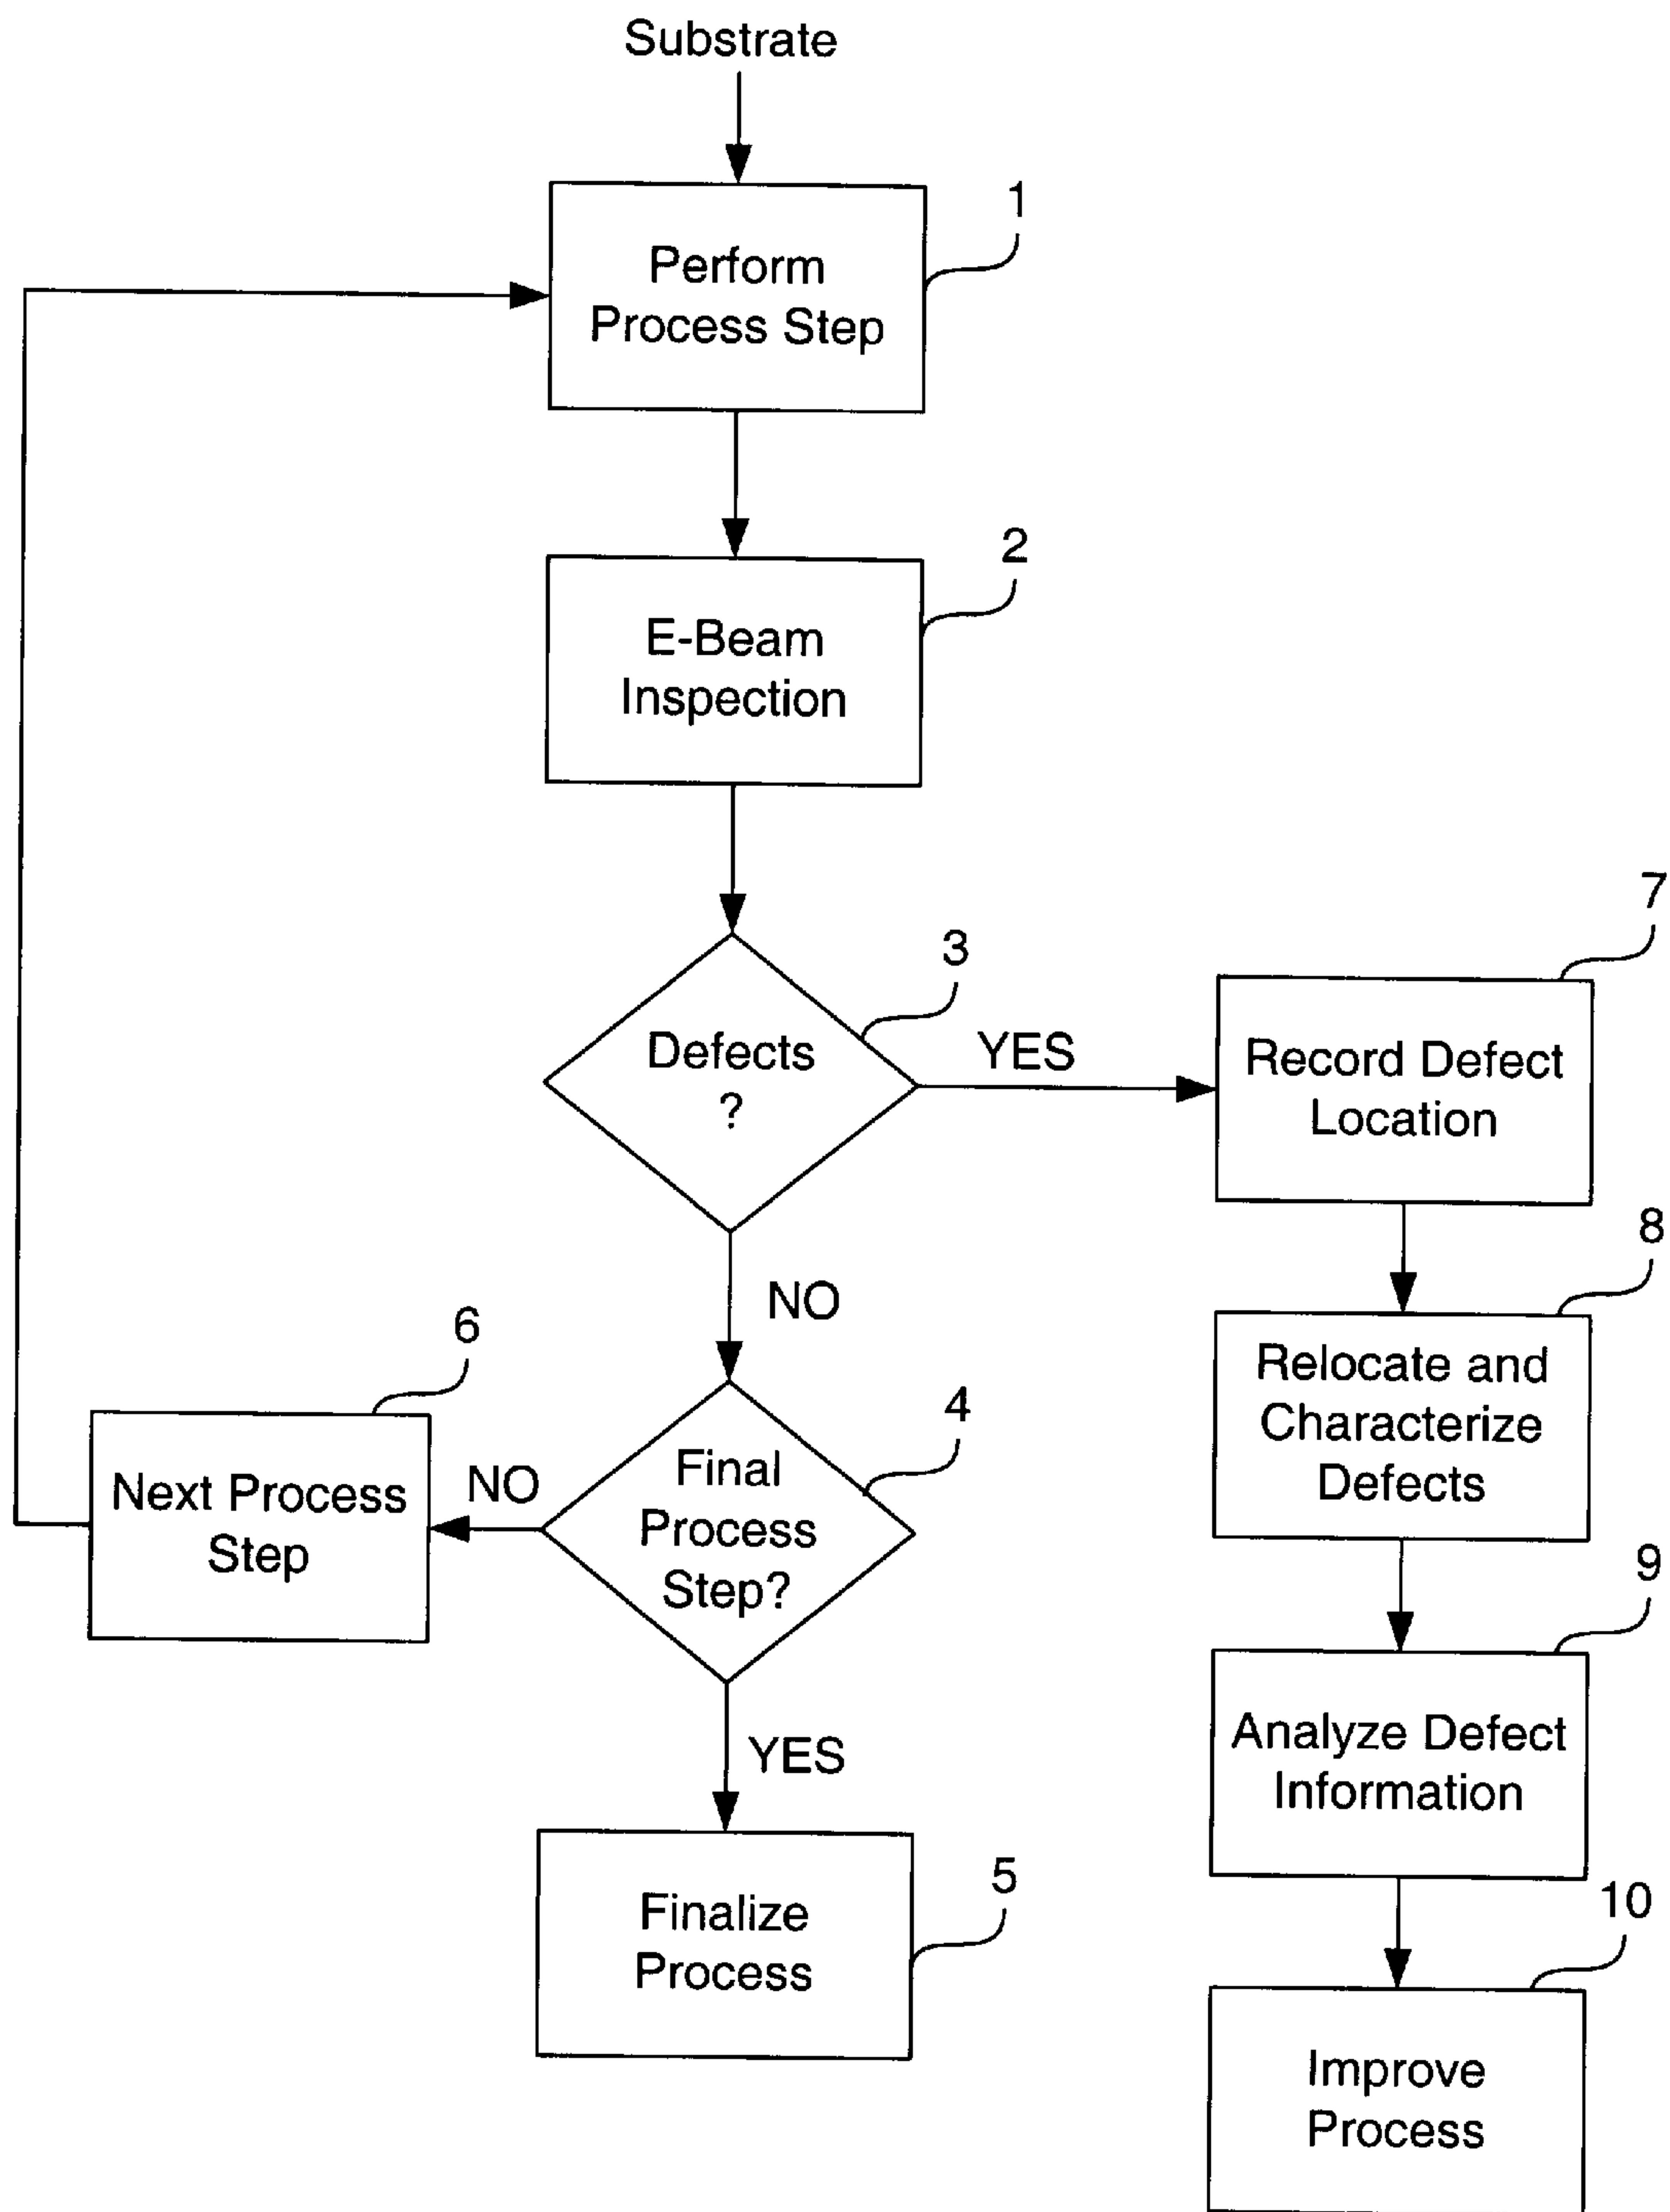 Substrate
1
Perform
Process Step
2
E-Beam
Inspection
3
Defects
?
YES
7
Record Defect
Location
NO
8
Relocate and
Characterize
Defects
6
Next Process
Step
NO
4
Final
Process
Step?
9
Analyze Defect
Information
YES
5
Finalize
Process
10
Improve
Process